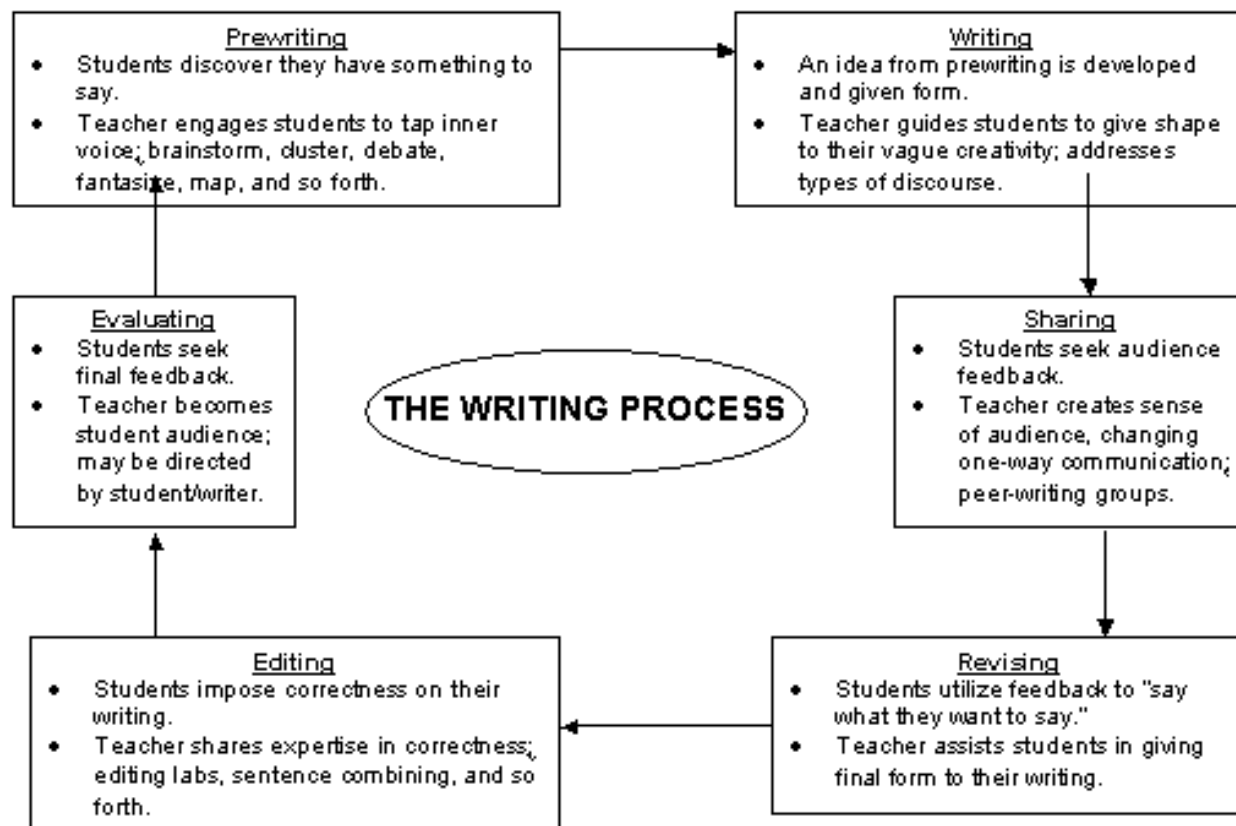 Prewriting
• Students discover they have something to
say.
• Teacher engages students to tap inner
voice; brainstorm, cluster, debate,
fantasize, map, and so forth.
Writing
• An idea from prewriting is developed
and given form.
• Teacher guides students to give shape
to their vague creativity; addresses
types of discourse.
Evaluating
• Students seek
final feedback.
• Teacher becomes
student audience;
may be directed
by student/writer.
THE WRITING PROCESS
Sharing
• Students seek audience
feedback.
• Teacher creates sense
of audience, changing
one-way communication;
peer-writing groups.
Editing
• Students impose correctness on their
writing.
• Teacher shares expertise in correctness;
editing labs, sentence combining, and so
forth.
Revising
• Students utilize feedback to "say
what they want to say."
• Teacher assists students in giving
final form to their writing.